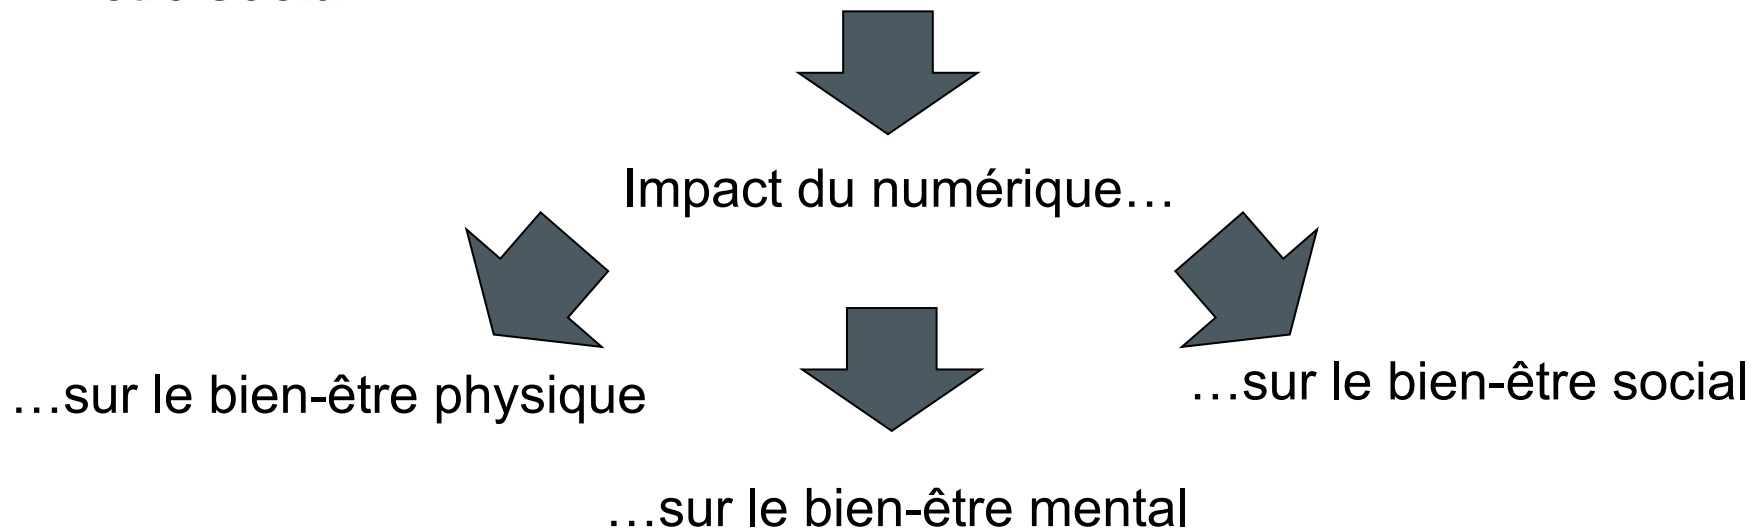 Impact du numérique…
…sur le bien-être physique
…sur le bien-être social
…sur le bien-être mental